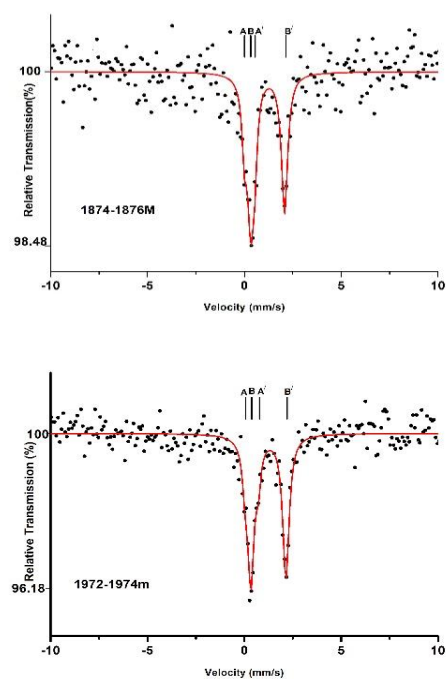 A B A' B'
100
Relative Transmission(%)
1874-1876M
98.48
-10 -5 0 5 10
Velocity (mm/s)
A B A' B'
100
Relative Transmission (%)
1972-1974m
96.18
-10 -5 0 5 10
Velocity (mm/s)